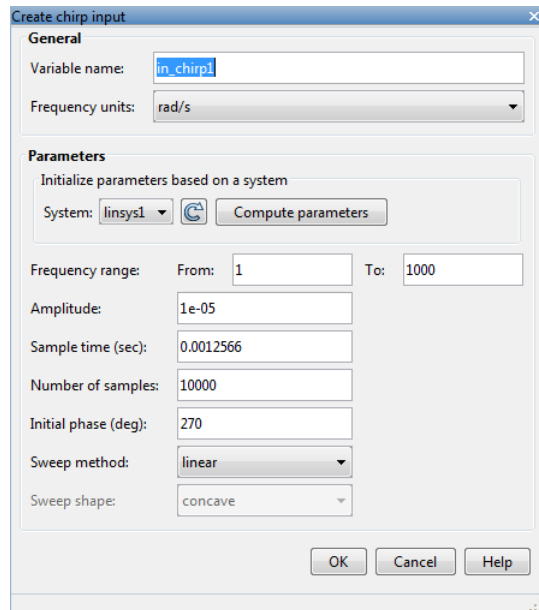 Create chirp input
General
Variable name: in_chirp1
Frequency units: rad/s
Parameters
Initialize parameters based on a system
System: linsys1 Compute parameters
Frequency range: From: 1 To: 1000
Amplitude: 1e-05
Sample time (sec): 0.0012566
Number of samples: 10000
Initial phase (deg): 270
Sweep method: linear
Sweep shape: concave
OK Cancel Help